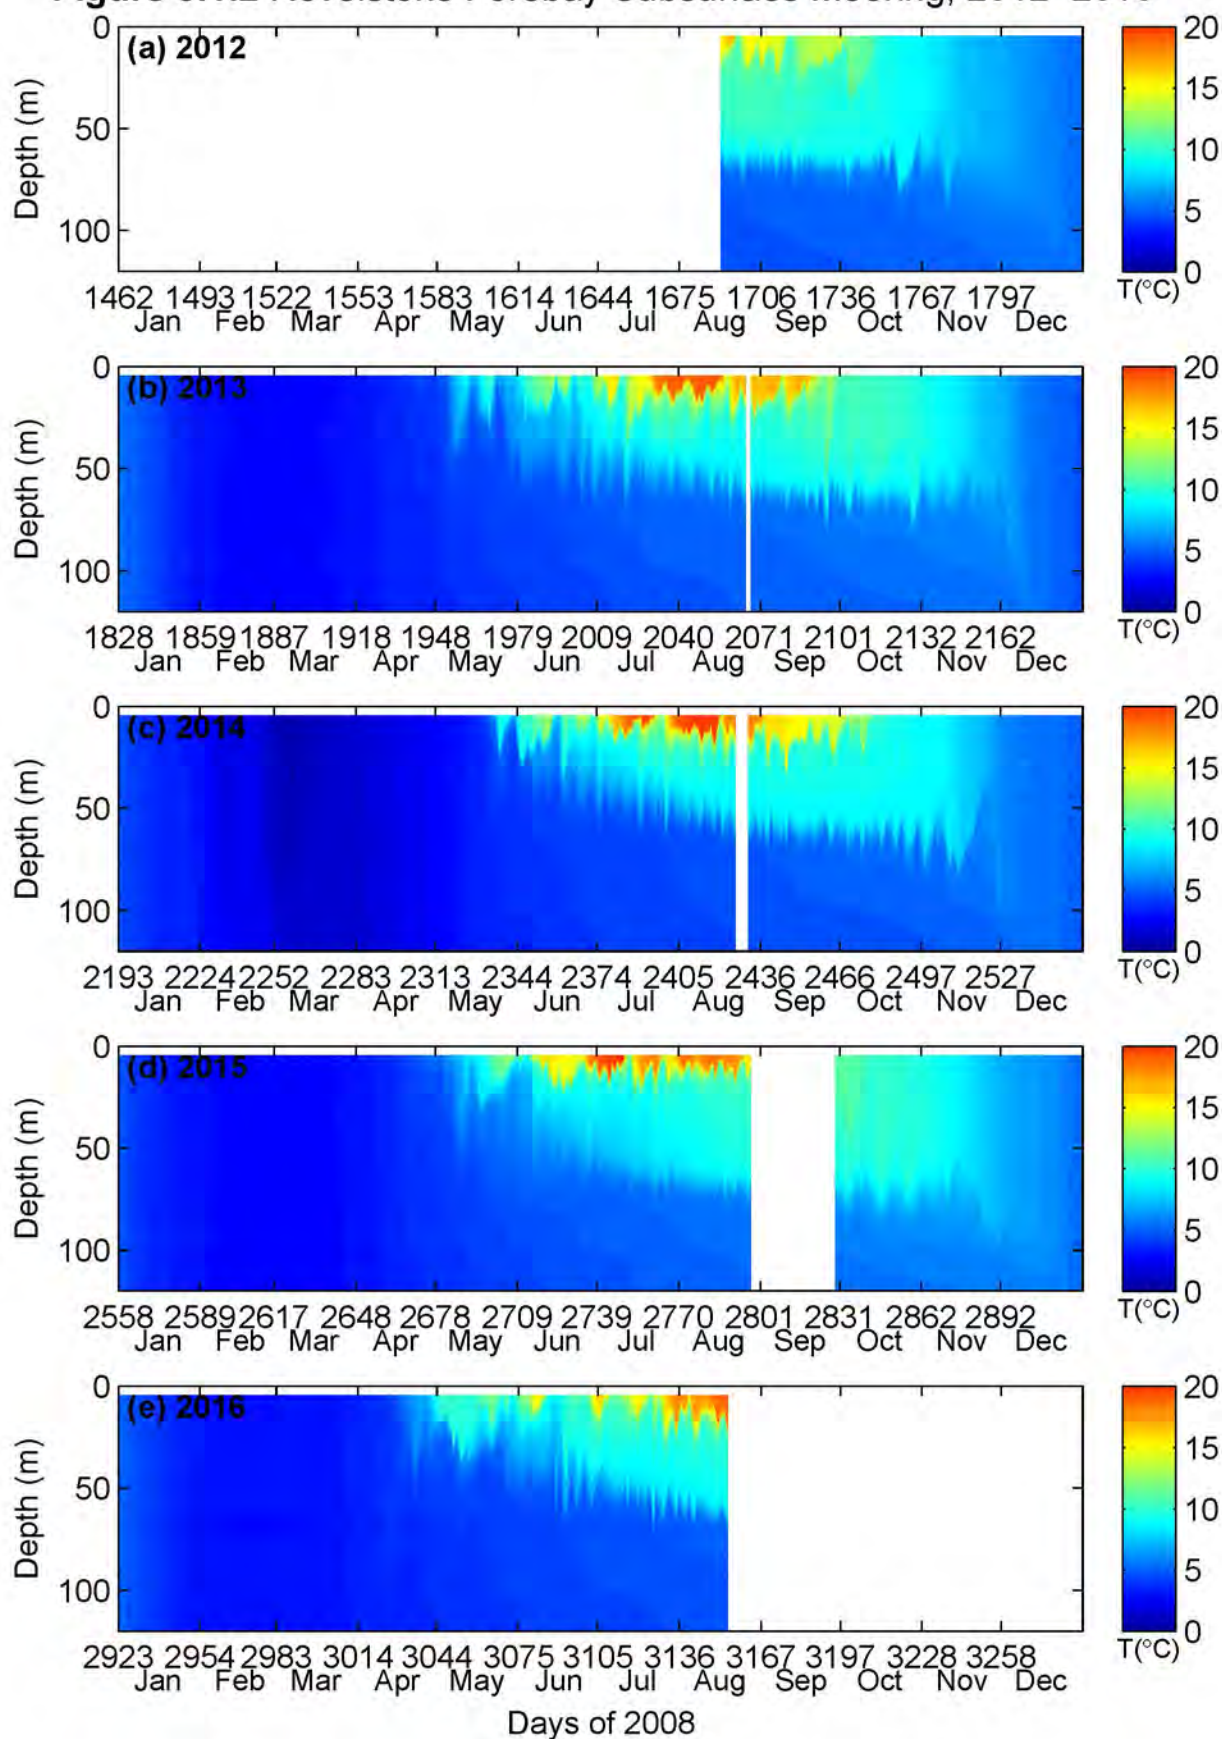 (a) 2012
0
50
100
Depth (m)
1462 1493 1522 1553 1583 1614 1644 1675 1706 1736 1767 1797
Jan Feb Mar Apr May Jun Jul Aug Sep Oct Nov Dec
20
15
10
5
0
T(°C)
(b) 2013
0
50
100
Depth (m)
1828 1859 1887 1918 1948 1979 2009 2040 2071 2101 2132 2162
Jan Feb Mar Apr May Jun Jul Aug Sep Oct Nov Dec
20
15
10
5
0
T(°C)
(c) 2014
0
50
100
Depth (m)
2193 2224 2252 2283 2313 2344 2374 2405 2436 2466 2497 2527
Jan Feb Mar Apr May Jun Jul Aug Sep Oct Nov Dec
20
15
10
5
0
T(°C)
(d) 2015
0
50
100
Depth (m)
2558 2589 2617 2648 2678 2709 2739 2770 2801 2831 2862 2892
Jan Feb Mar Apr May Jun Jul Aug Sep Oct Nov Dec
20
15
10
5
0
T(°C)
(e) 2016
0
50
100
Depth (m)
2923 2954 2983 3014 3044 3075 3105 3136 3167 3197 3228 3258
Jan Feb Mar Apr May Jun Jul Aug Sep Oct Nov Dec
20
15
10
5
0
T(°C)
Days of 2008